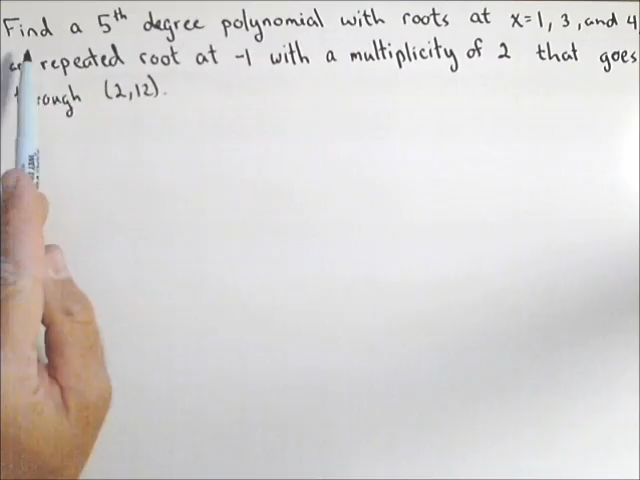 Find a 5th degree polynomial with roots at x=1, 3, and 4
repeated root at -1 with a multiplicity of 2 that goes
(2,12).